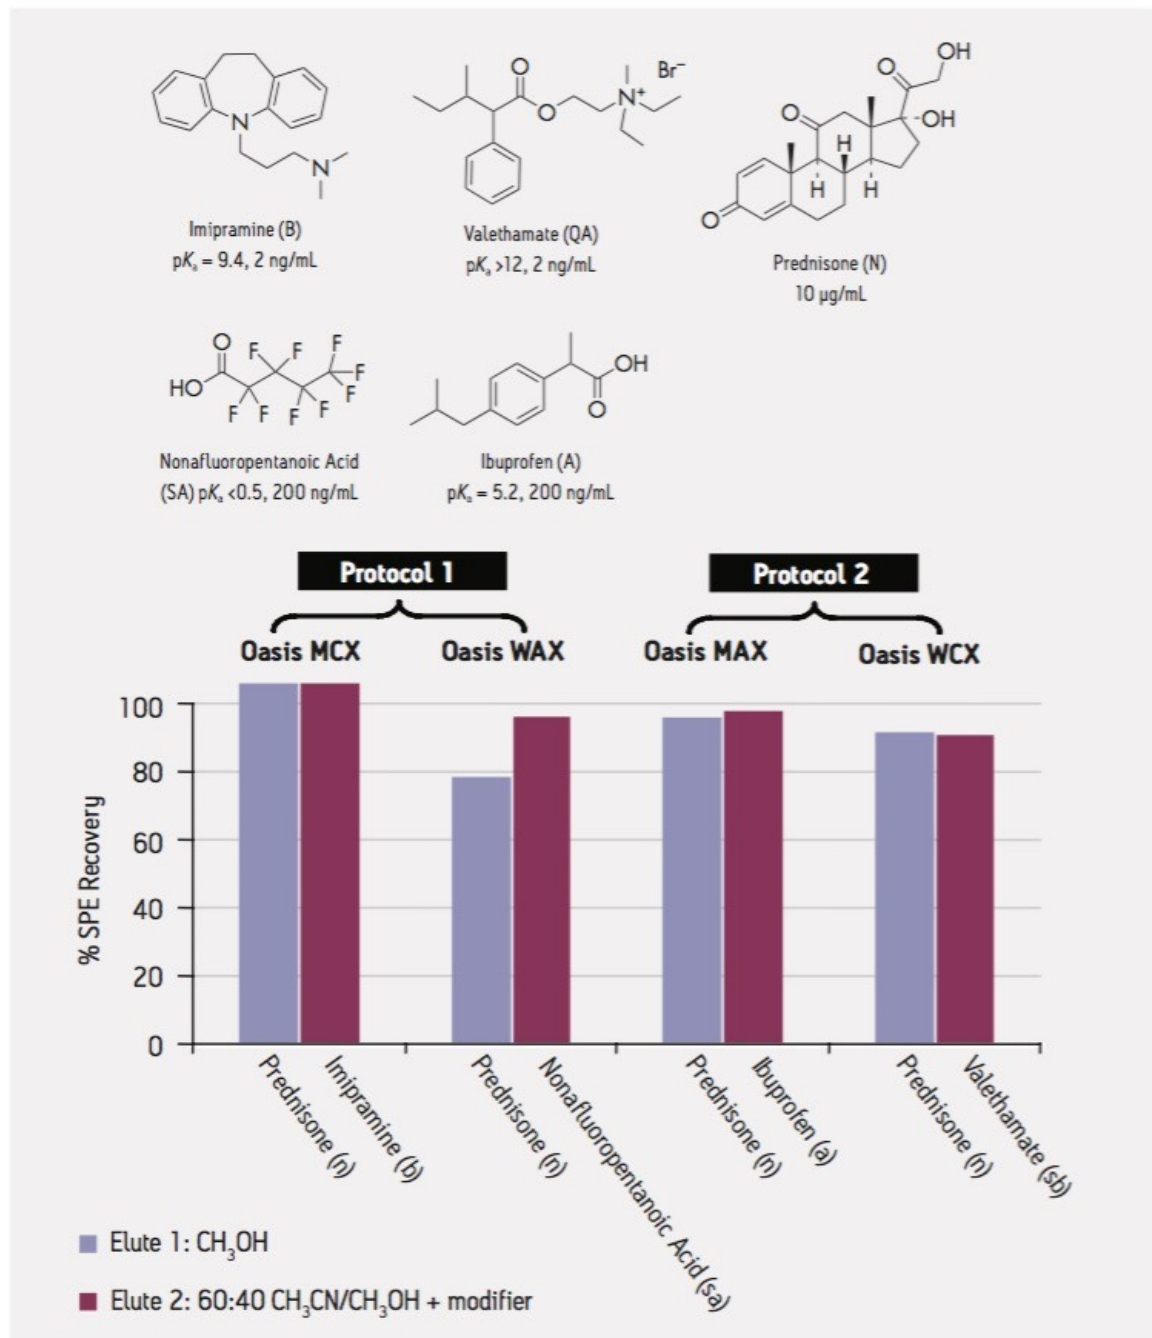 Imipramine (B)
pKa = 9.4, 2 ng/mL
Br⁻
O
O
N⁺
N
N
Valethamate (QA)
pKa >12, 2 ng/mL
OH
O
O
-OH
H
H
H
O
Prednisone (N)
10 µg/mL
O
HO
F
F
F
F
F
F
F
F
F
Nonafluoropentanoic Acid
(SA) pKa <0.5, 200 ng/mL
OH
O
Ibuprofen (A)
pKa = 5.2, 200 ng/mL
Protocol 1
Protocol 2
Oasis MCX
Oasis WAX
Oasis MAX
Oasis WCX
% SPE Recovery
100
80
60
40
20
0
Prednisone (n)
Imipramine (b)
Prednisone (n)
Nonafluoropentanoic Acid (sa)
Prednisone (n)
Ibuprofen (a)
Prednisone (n)
Valethamate (sb)
Elute 1: CH₃OH
Elute 2: 60:40 CH₃CN/CH₃OH + modifier